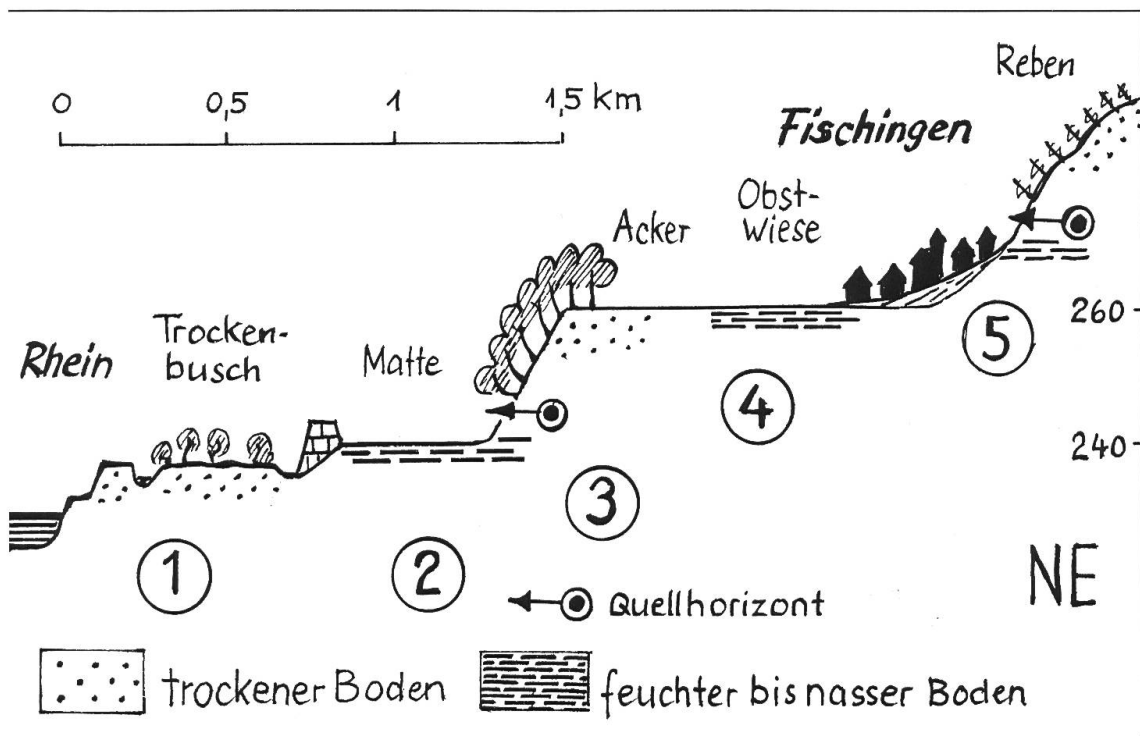 Reben
0 0,5 1 1,5 km
Fischingen
Obst-
wiese
Acker
260
Trocken-
busch
Rhein
Matte
5
4
240
3
1
2
NE
Quellhorizont
trockener Boden
feuchter bis nasser Boden